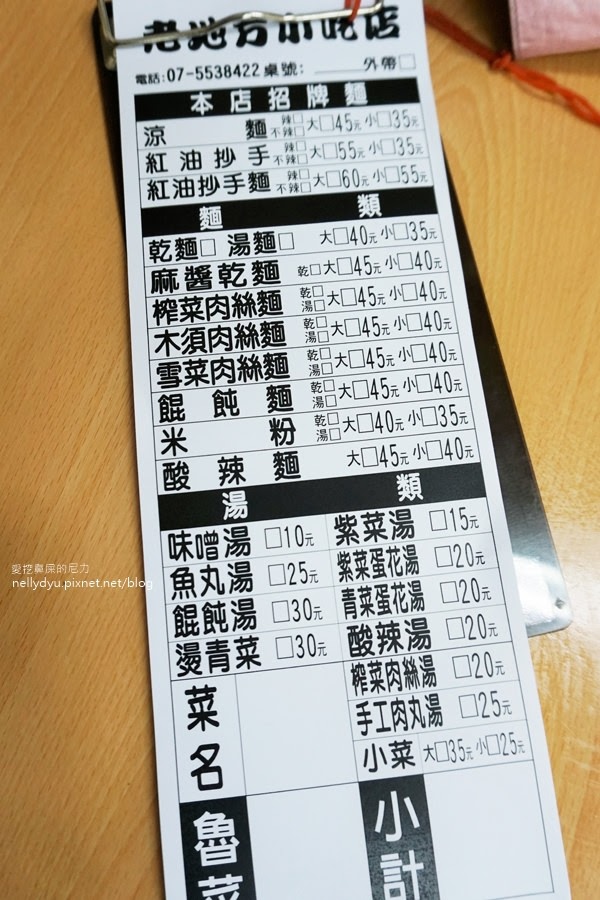 老地方小吃店
電話:07-5538422 桌號:______ 外帶□
本店招牌麵
涼麵 辣□ 不辣□ 大□45元 小□35元
紅油抄手 辣□ 不辣□ 大□55元 小□35元
紅油抄手麵 辣□ 不辣□ 大□60元 小□55元
麵類
乾麵□ 湯麵□ 大□40元 小□35元
麻醬乾麵 乾□ 大□45元 小□40元
榨菜肉絲麵 乾□ 湯□ 大□45元 小□40元
木須肉絲麵 乾□ 湯□ 大□45元 小□40元
雪菜肉絲麵 乾□ 湯□ 大□45元 小□40元
餛飩麵 乾□ 湯□ 大□45元 小□40元
米粉 乾□ 湯□ 大□40元 小□35元
酸辣麵 大□45元 小□40元
湯類
味噌湯 □10元 紫菜湯 □15元
魚丸湯 □25元 紫菜蛋花湯 □20元
餛飩湯 □30元 青菜蛋花湯 □20元
燙青菜 □30元 酸辣湯 □20元
榨菜肉絲湯 □20元
手工肉丸湯 □25元
小菜 大□35元 小□25元
菜名
魯菜 小計
愛挖鼻屎的尼力
nellydyu.pixnet.net/blog